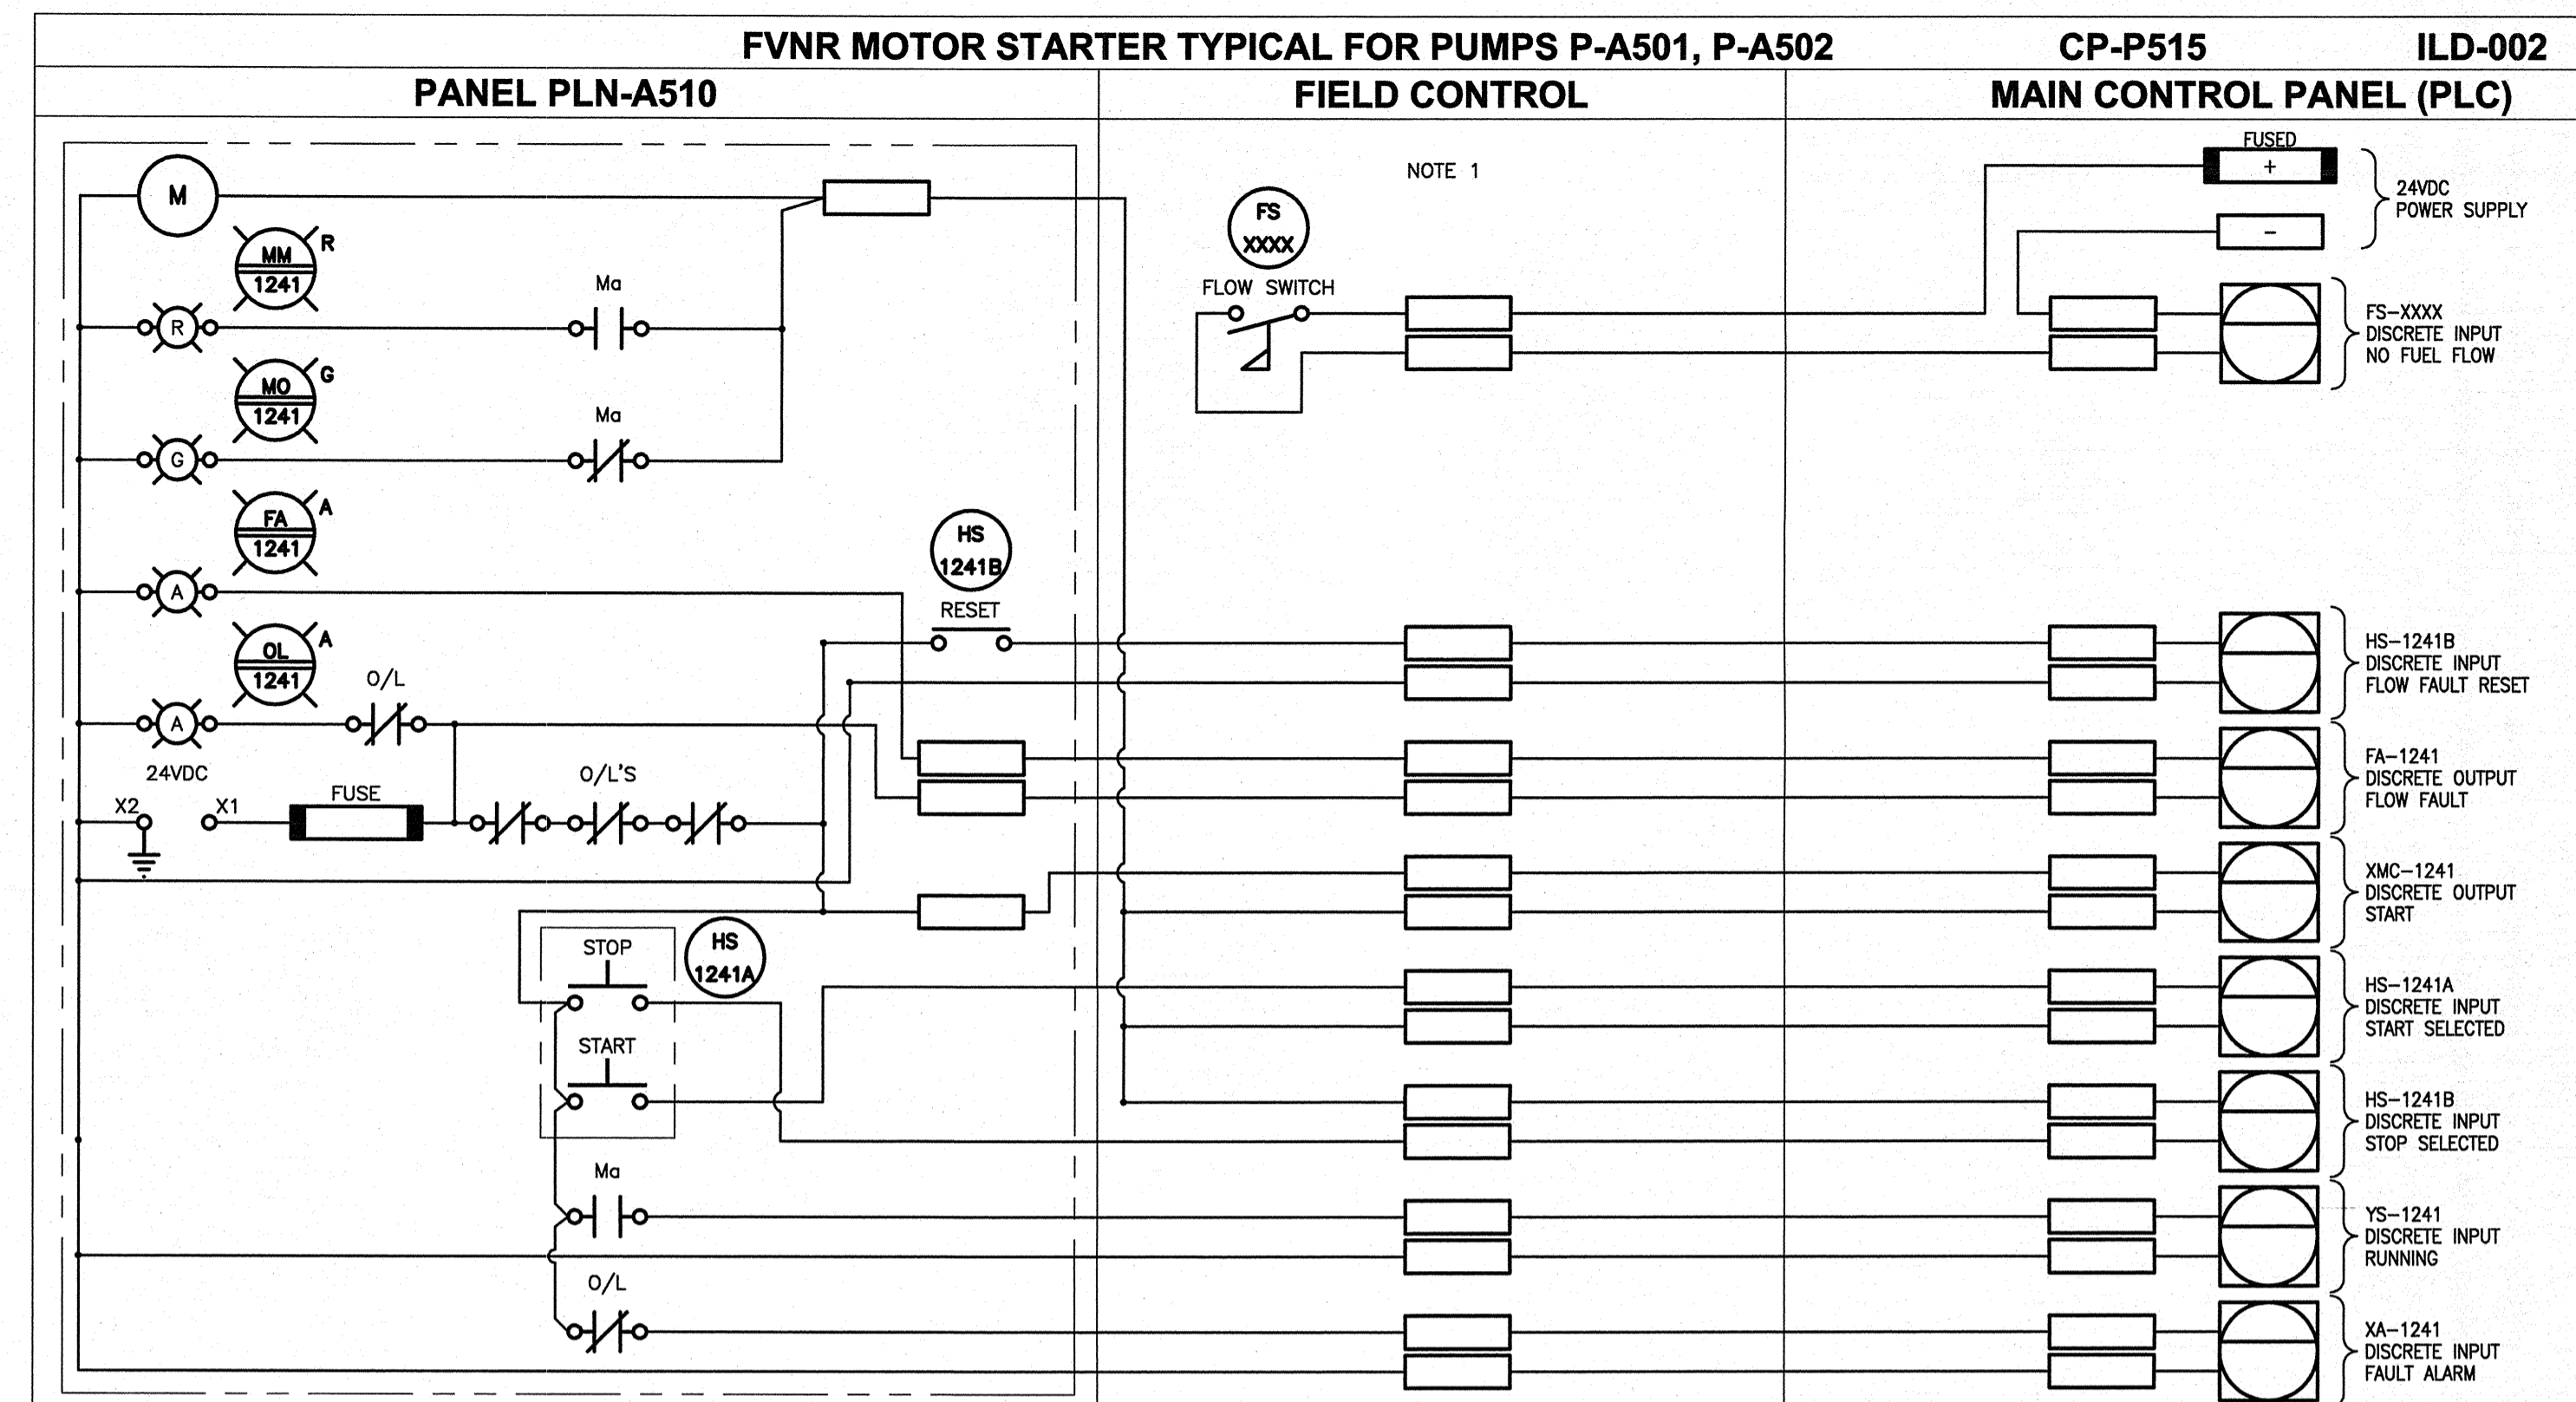 FVNR MOTOR STARTER TYPICAL FOR PUMPS P-A501, P-A502
CP-P515
ILD-002
PANEL PLN-A510
FIELD CONTROL
MAIN CONTROL PANEL (PLC)
M
MM
1241
R
R
Ma
MO
1241
G
G
Ma
FA
1241
A
A
OL
1241
A
A
O/L
24VDC
X2
X1
FUSE
O/L'S
HS
1241B
RESET
STOP
HS
1241A
START
Ma
O/L
NOTE 1
FS
XXXX
FLOW SWITCH
FUSED
+
-
24VDC
POWER SUPPLY
FS-XXXX
DISCRETE INPUT
NO FUEL FLOW
HS-1241B
DISCRETE INPUT
FLOW FAULT RESET
FA-1241
DISCRETE OUTPUT
FLOW FAULT
XMC-1241
DISCRETE OUTPUT
START
HS-1241A
DISCRETE INPUT
START SELECTED
HS-1241B
DISCRETE INPUT
STOP SELECTED
YS-1241
DISCRETE INPUT
RUNNING
XA-1241
DISCRETE INPUT
FAULT ALARM